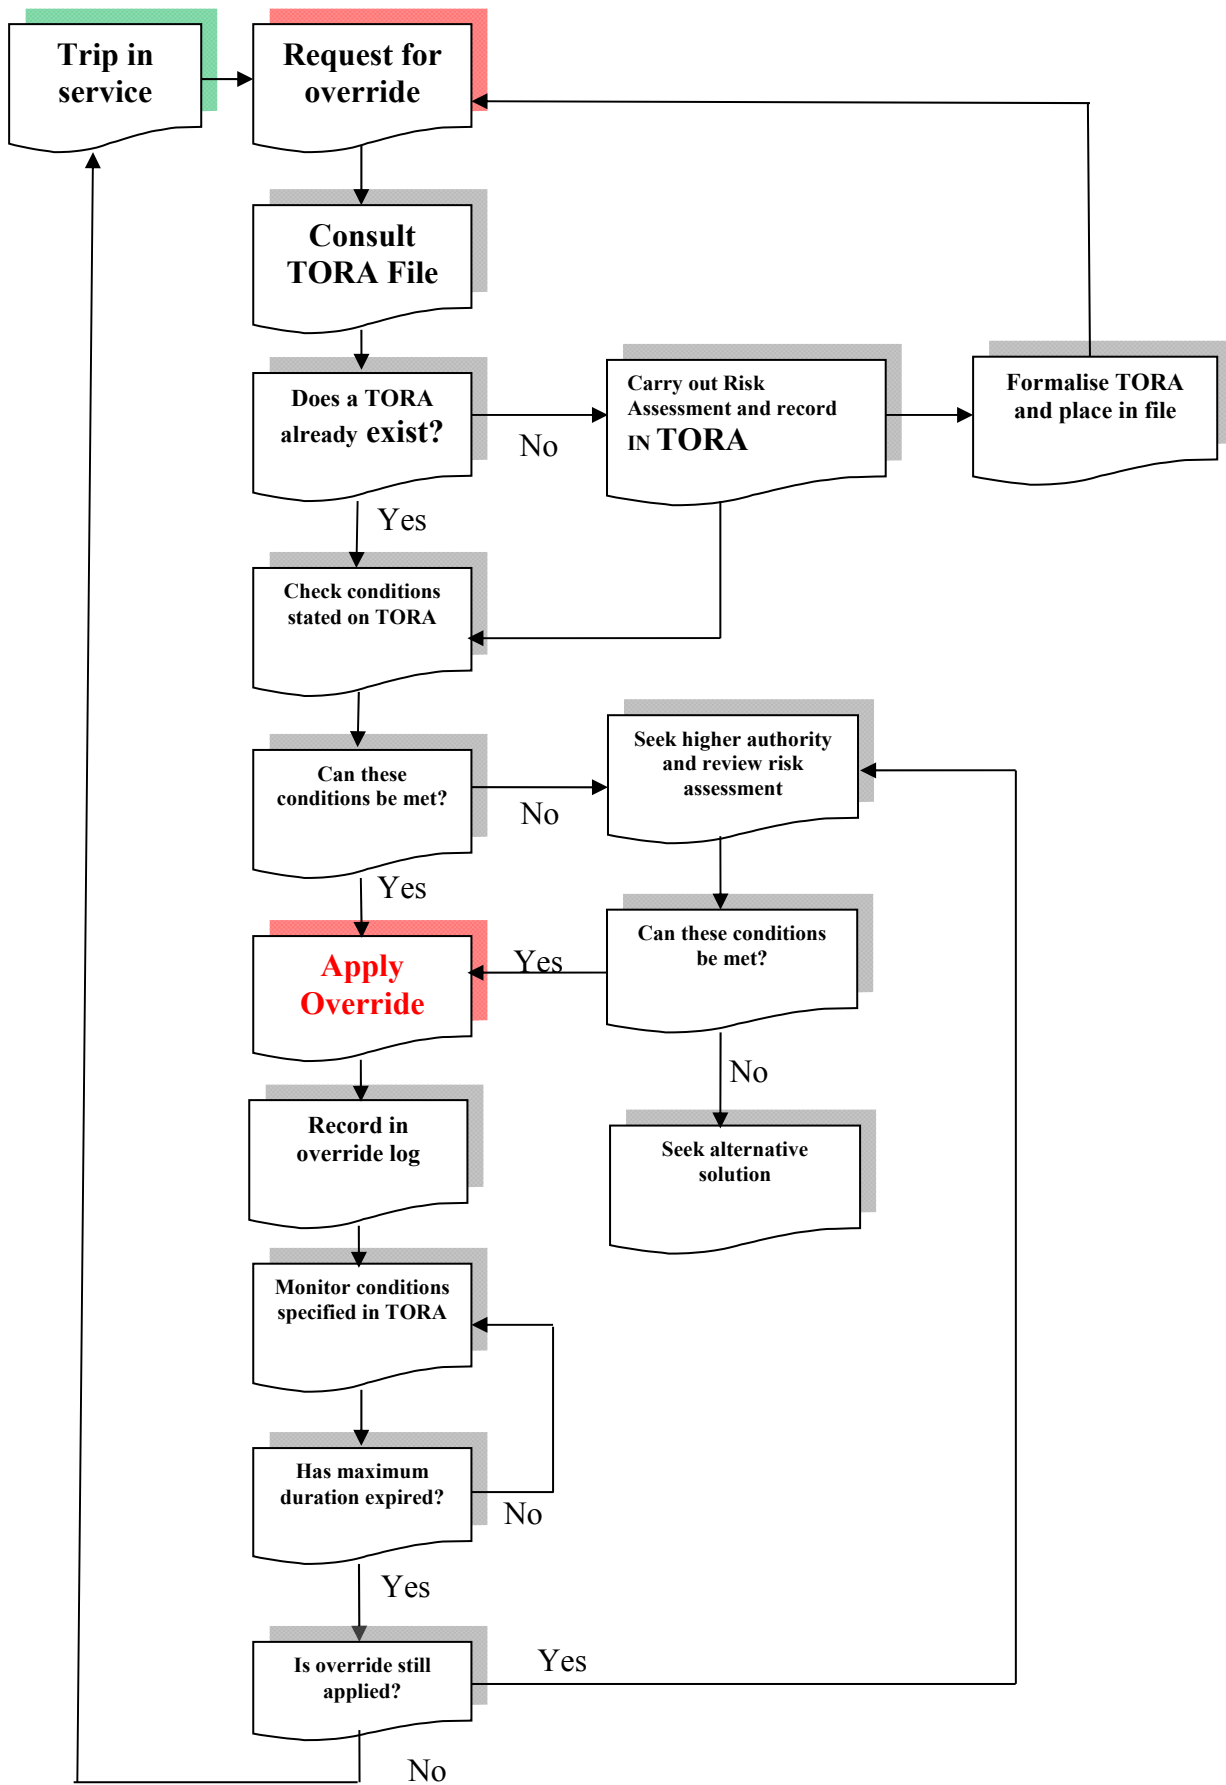 Trip in
service
Request for
override
Consult
TORA File
Does a TORA
already exist?
No
Carry out Risk
Assessment and record
IN TORA
Formalise TORA
and place in file
Yes
Check conditions
stated on TORA
Can these
conditions be met?
No
Seek higher authority
and review risk
assessment
Yes
Apply
Override
Yes
Can these conditions
be met?
No
Record in
override log
Seek alternative
solution
Monitor conditions
specified in TORA
Has maximum
duration expired?
No
Yes
Is override still
applied?
Yes
No